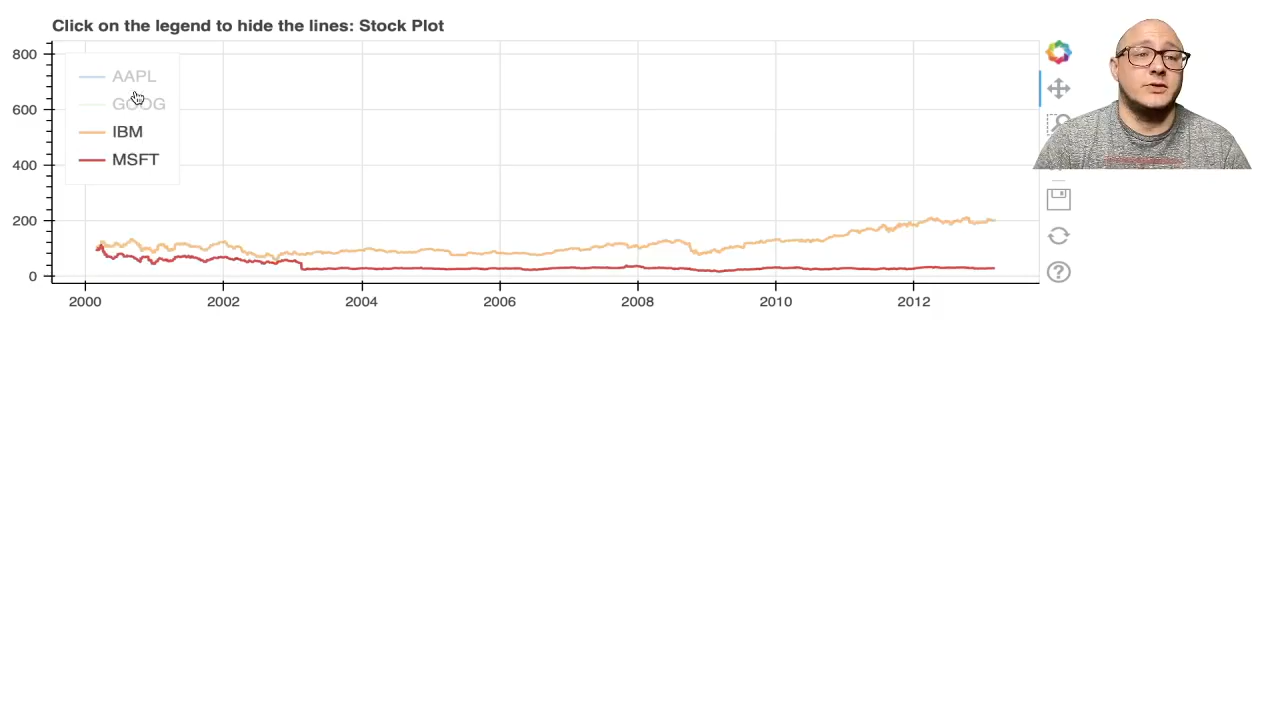 Click on the legend to hide the lines: Stock Plot
800
600
400
200
0
AAPL
GOOG
IBM
MSFT
2000 2002 2004 2006 2008 2010 2012